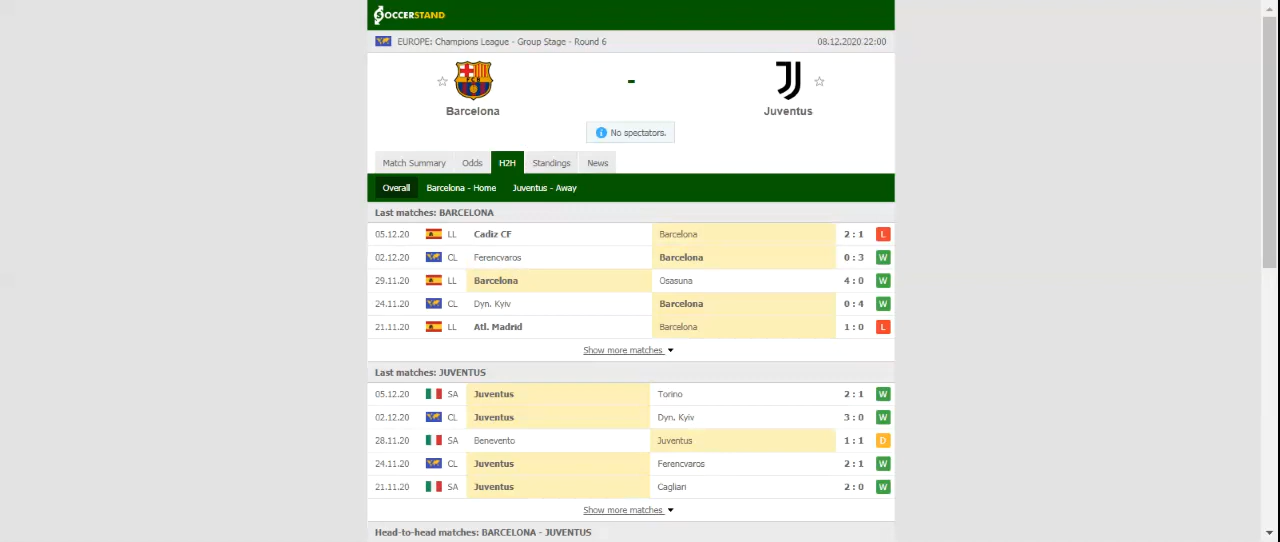 SOCCERSTAND
EUROPE: Champions League - Group Stage - Round 6 08.12.2020 22:00
-
Barcelona Juventus
No spectators.
Match Summary Odds H2H Standings News
Overall Barcelona - Home Juventus - Away
Last matches: BARCELONA
05.12.20 LL Cadiz CF Barcelona 2 : 1 L
02.12.20 CL Ferencvaros Barcelona 0 : 3 W
29.11.20 LL Barcelona Osasuna 4 : 0 W
24.11.20 CL Dyn. Kyiv Barcelona 0 : 4 W
21.11.20 LL Atl. Madrid Barcelona 1 : 0 L
Show more matches
Last matches: JUVENTUS
05.12.20 SA Juventus Torino 2 : 1 W
02.12.20 CL Juventus Dyn. Kyiv 3 : 0 W
28.11.20 SA Benevento Juventus 1 : 1 D
24.11.20 CL Juventus Ferencvaros 2 : 1 W
21.11.20 SA Juventus Cagliari 2 : 0 W
Show more matches
Head-to-head matches: BARCELONA - JUVENTUS